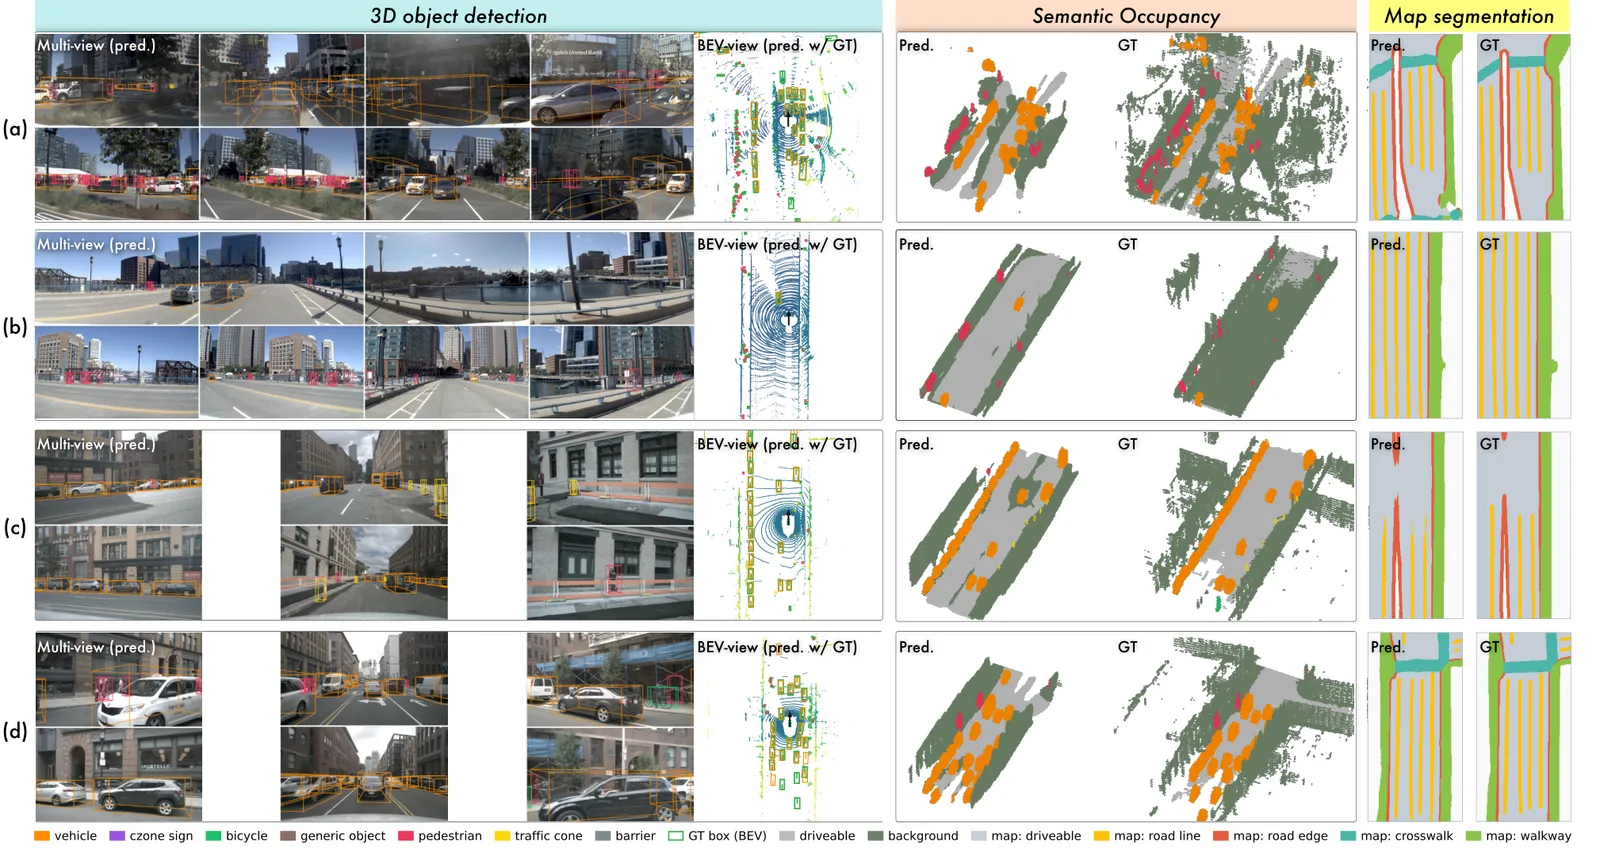 3D object detection
Semantic Occupancy
Map segmentation
(a)
Multi-view (pred.)
BEV-view (pred. w/ GT)
Pred.
GT
Pred.
GT
(b)
Multi-view (pred.)
BEV-view (pred. w/ GT)
Pred.
GT
Pred.
GT
(c)
Multi-view (pred.)
BEV-view (pred. w/ GT)
Pred.
GT
Pred.
GT
(d)
Multi-view (pred.)
BEV-view (pred. w/ GT)
Pred.
GT
Pred.
GT
vehicle czone sign bicycle generic object pedestrian traffic cone barrier GT box (BEV) driveable background map: driveable map: road line map: road edge map: crosswalk map: walkway